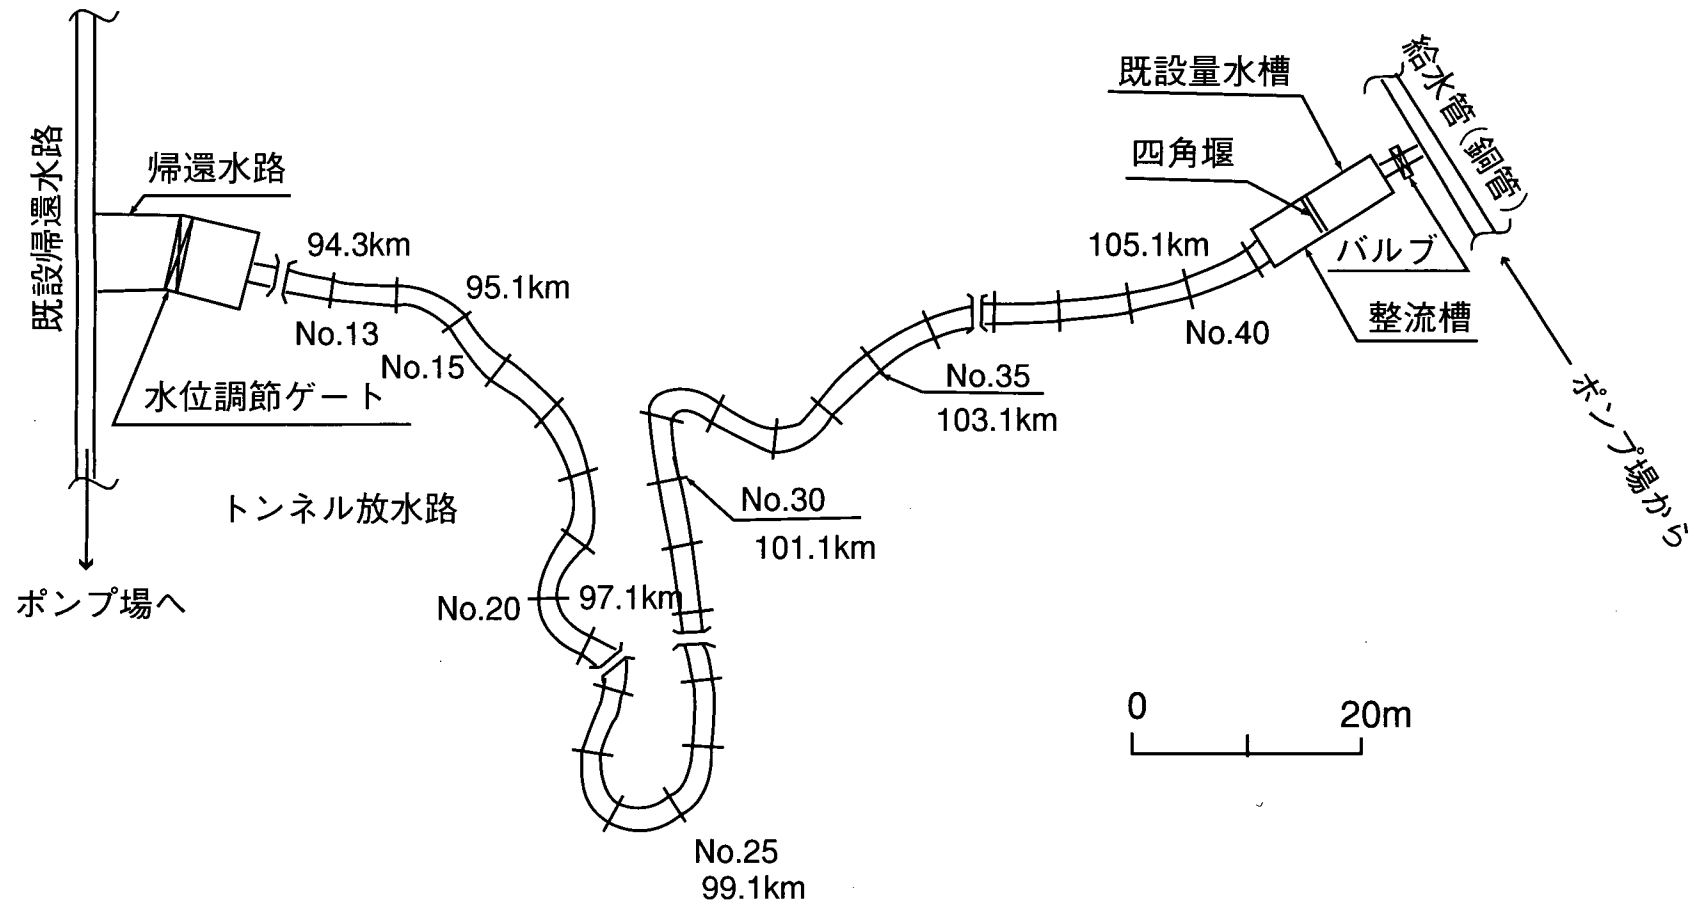 既設量水槽
四角堰
給水管(銅管)
バルブ
整流槽
ポンプ場から
既設帰還水路
帰還水路
94.3km
95.1km
No.13
No.15
水位調節ゲート
トンネル放水路
ポンプ場へ
No.20
97.1km
No.25
99.1km
No.30
101.1km
No.35
103.1km
105.1km
No.40
0
20m